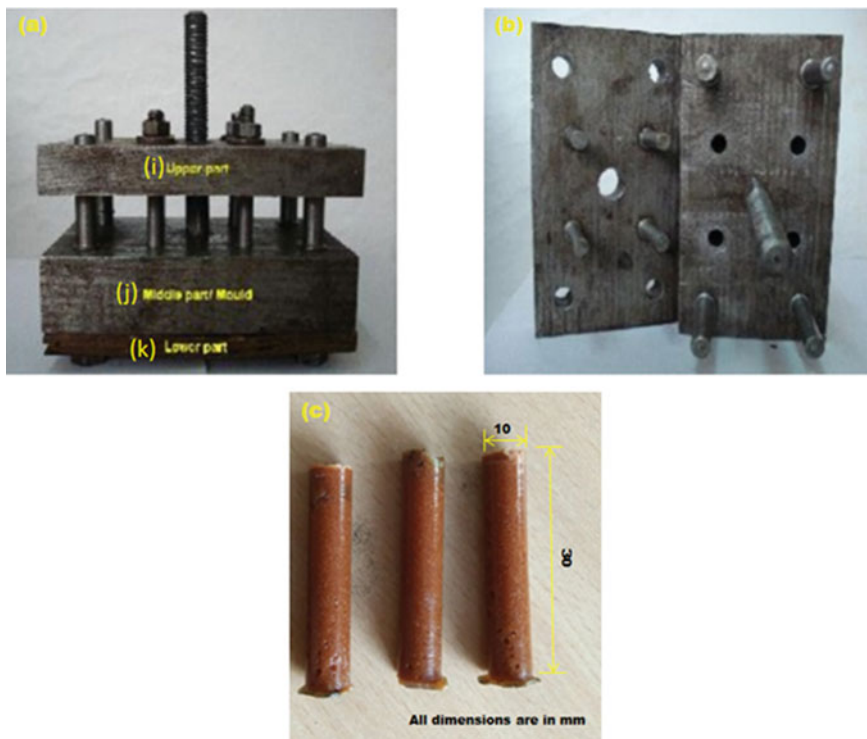 (a)
(i) Upper part
(j) Middle part/ Mould
(k) Lower part
(b)
(c)
10
30
All dimensions are in mm